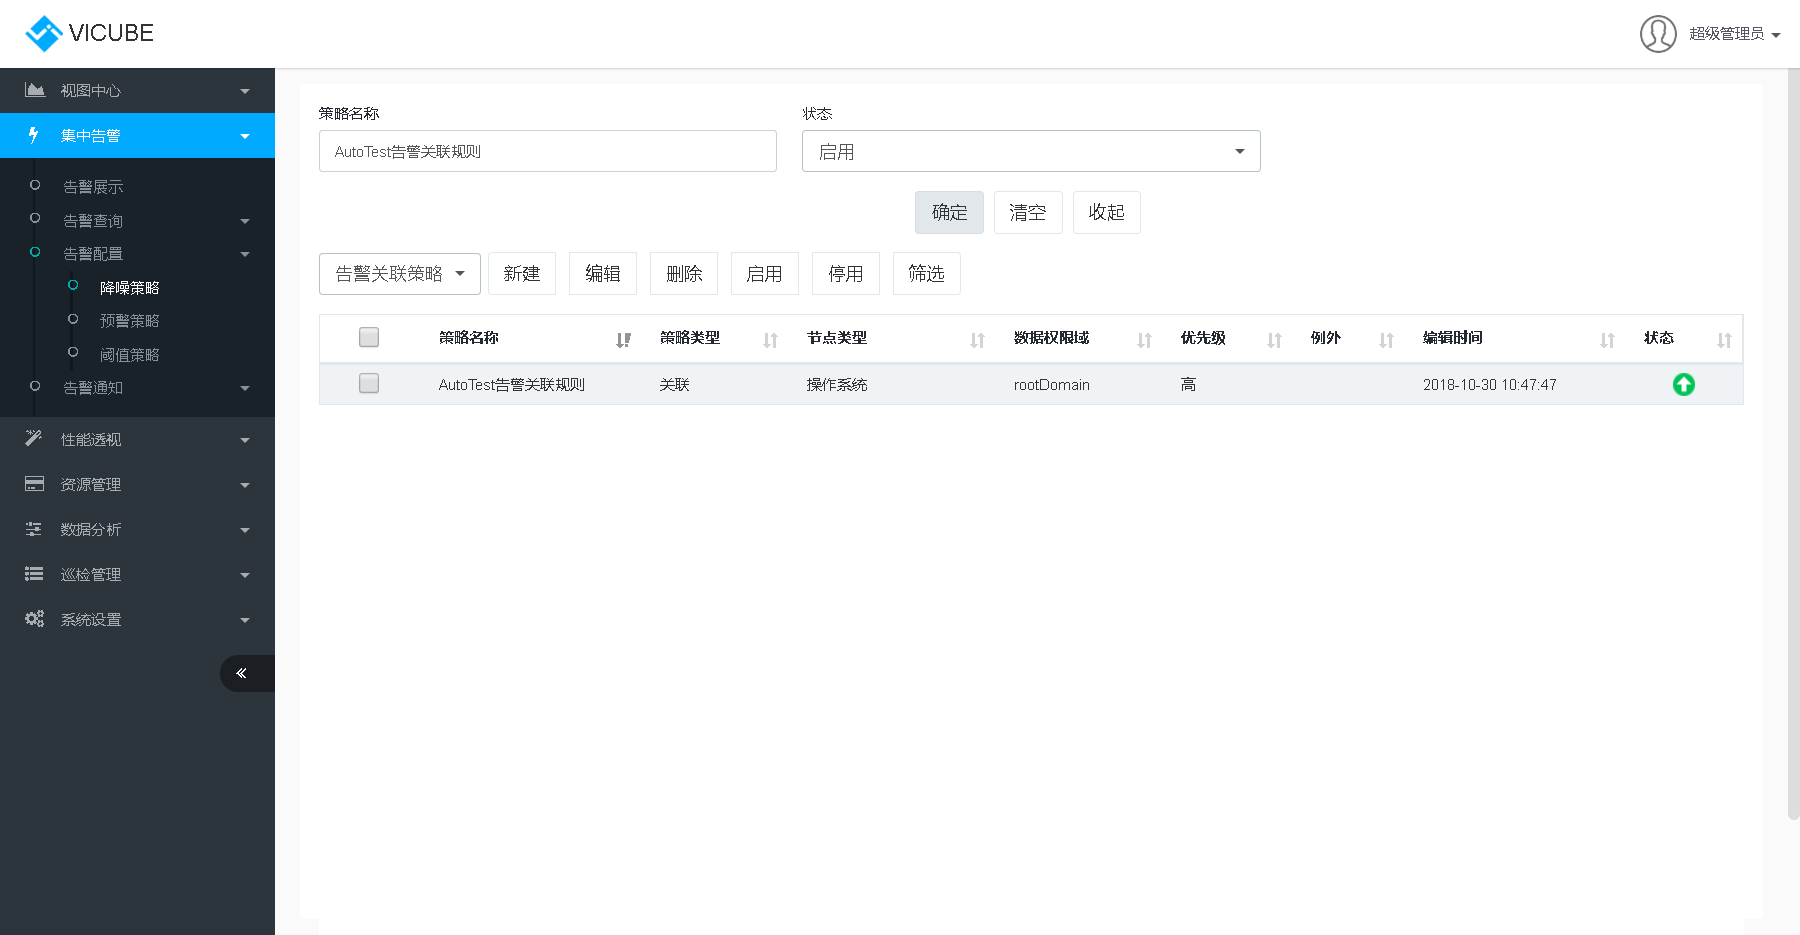 VICUBE
超级管理员
视图中心
集中告警
告警展示
告警查询
告警配置
降噪策略
预警策略
阈值策略
告警通知
性能透视
资源管理
数据分析
巡检管理
系统设置
策略名称
状态
AutoTest告警关联规则
启用
确定 清空 收起
告警关联策略 新建 编辑 删除 启用 停用 筛选
策略名称 策略类型 节点类型 数据权限域 优先级 例外 编辑时间 状态
AutoTest告警关联规则 关联 操作系统 rootDomain 高 2018-10-30 10:47:47